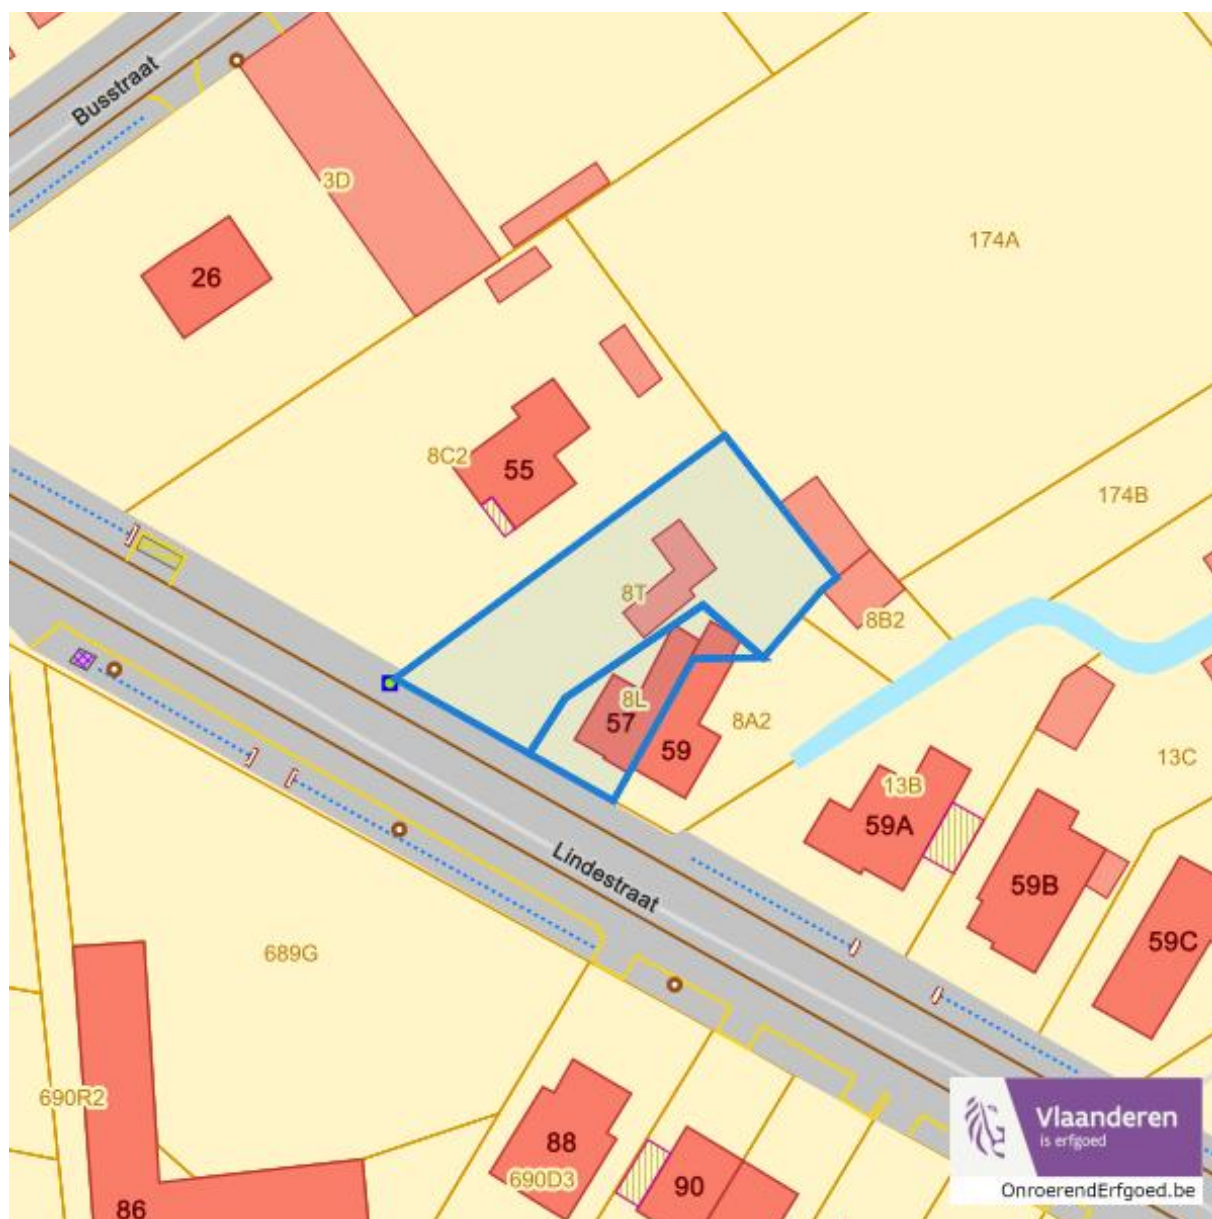 Busstraat
3D
26
174A
8C2
55
174B
8T
8B2
8L
57
59
8A2
13C
13B
59A
59B
59C
Lindestraat
689G
690R2
88
690D3
90
86
Vlaanderen
is erfgoed
OnroerendErfgoed.be